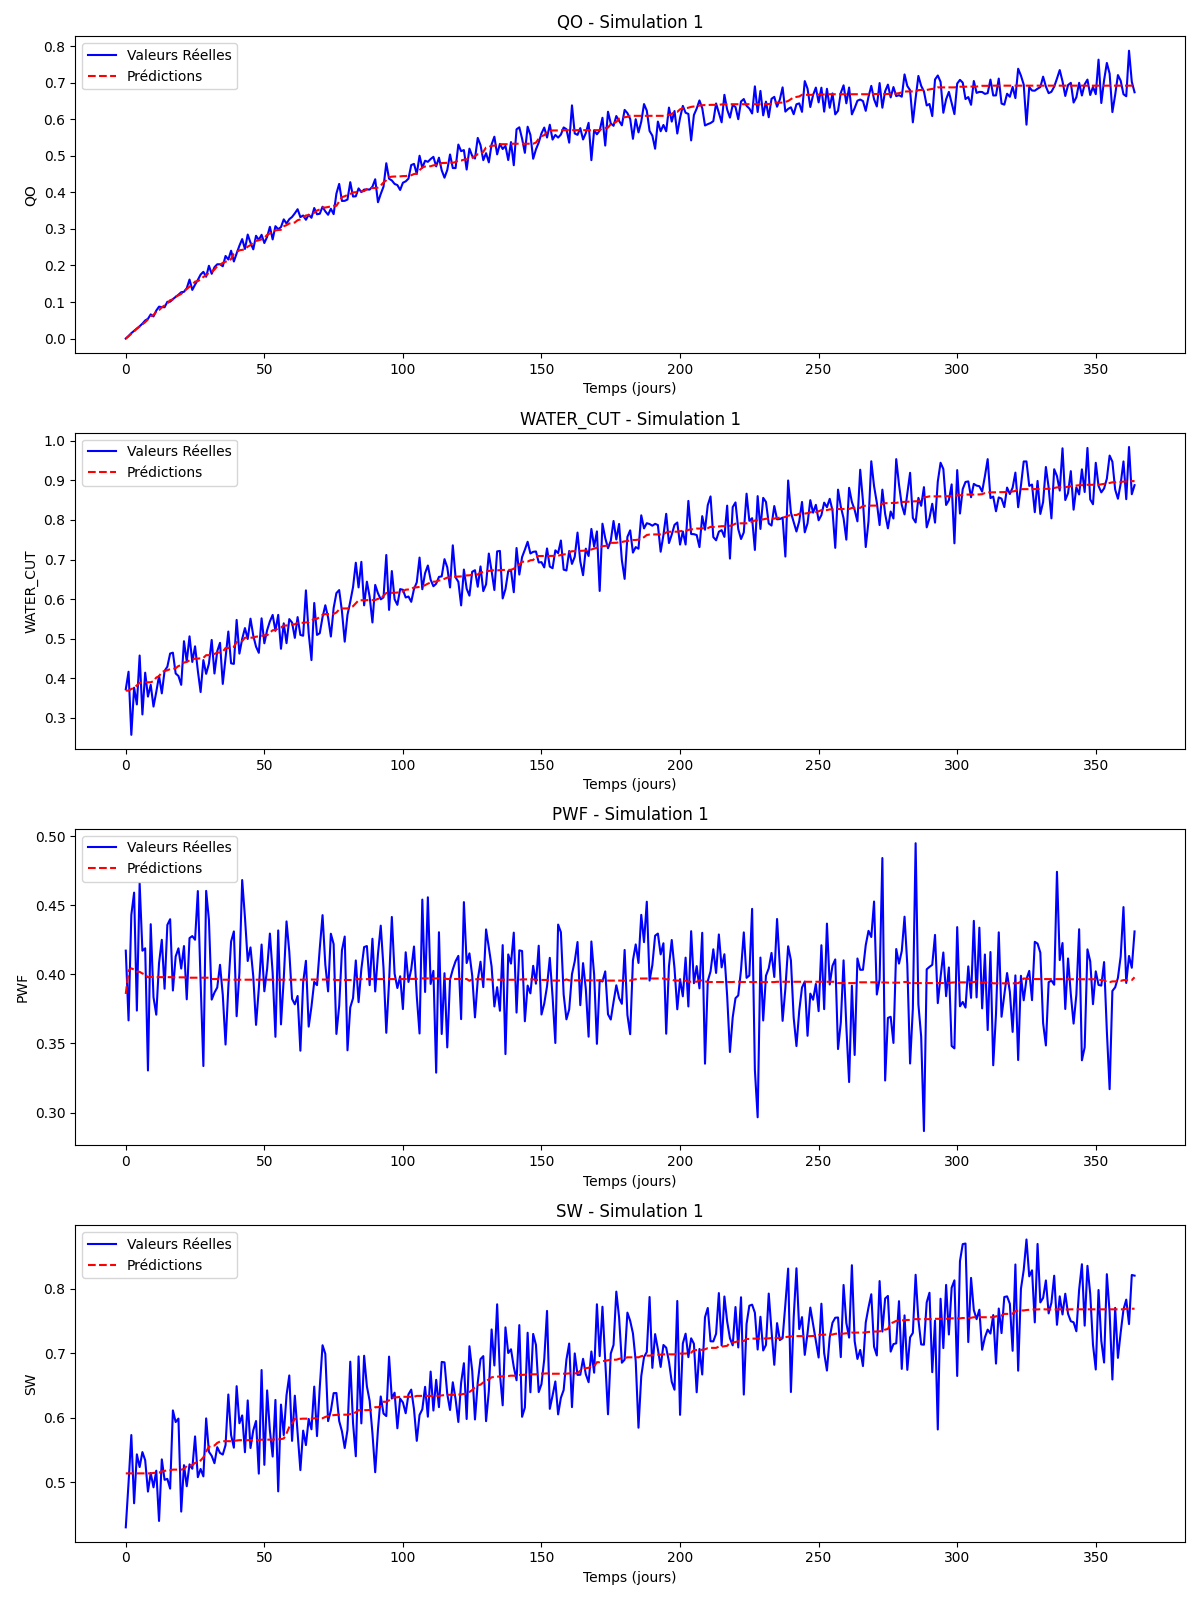 QO - Simulation 1
Valeurs Réelles
Prédictions
QO
0.8
0.7
0.6
0.5
0.4
0.3
0.2
0.1
0.0
0 50 100 150 200 250 300 350
Temps (jours)
WATER_CUT - Simulation 1
Valeurs Réelles
Prédictions
WATER_CUT
1.0
0.9
0.8
0.7
0.6
0.5
0.4
0.3
0 50 100 150 200 250 300 350
Temps (jours)
PWF - Simulation 1
Valeurs Réelles
Prédictions
PWF
0.50
0.45
0.40
0.35
0.30
0 50 100 150 200 250 300 350
Temps (jours)
SW - Simulation 1
Valeurs Réelles
Prédictions
SW
0.8
0.7
0.6
0.5
0 50 100 150 200 250 300 350
Temps (jours)